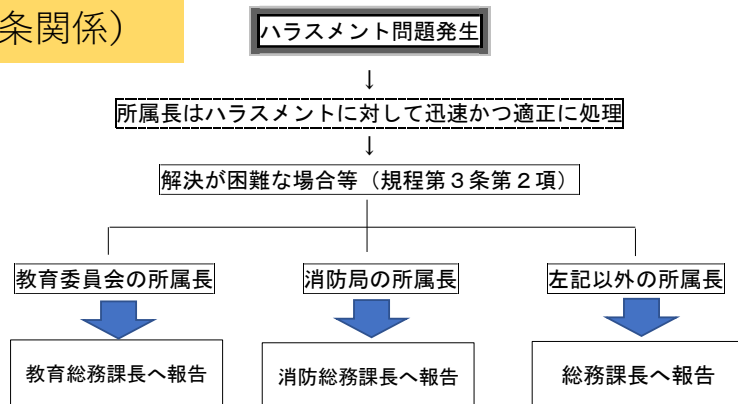 条関係）
ハラスメント問題発生
↓
所属長はハラスメントに対して迅速かつ適正に処理
↓
解決が困難な場合等（規程第３条第２項）
教育委員会の所属長
消防局の所属長
左記以外の所属長
教育総務課長へ報告
消防総務課長へ報告
総務課長へ報告